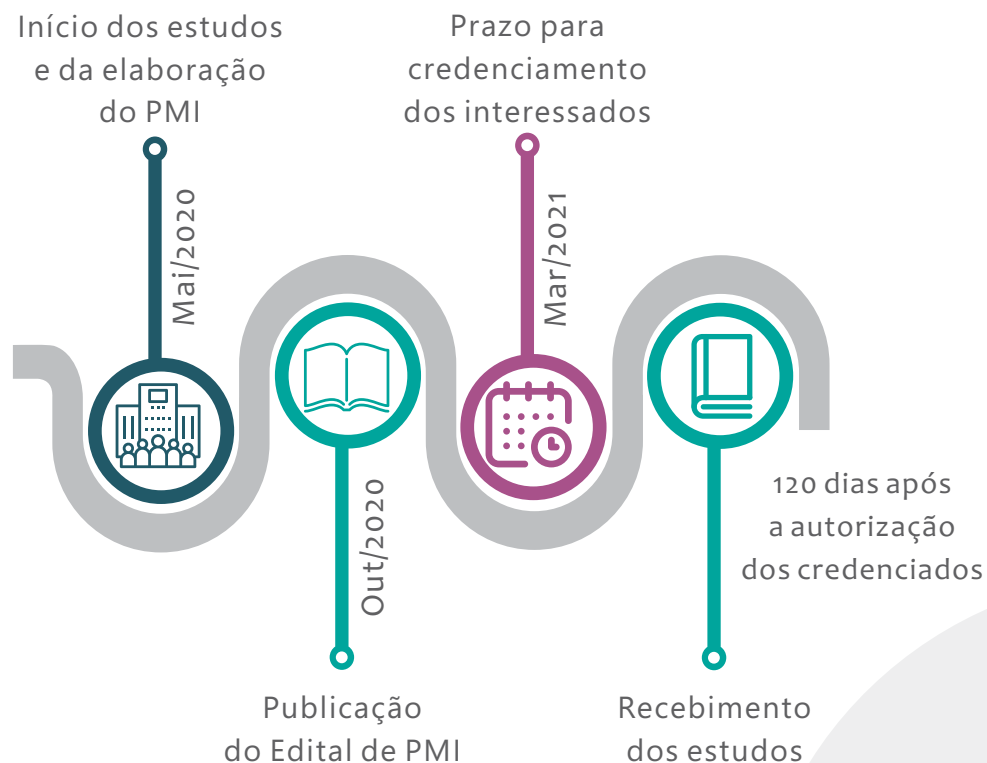 Início dos estudos
e da elaboração
do PMI
Mai/2020
Publicação
do Edital de PMI
Out/2020
Prazo para
credenciamento
dos interessados
Mar/2021
Recebimento
dos estudos
120 dias após
a autorização
dos credenciados